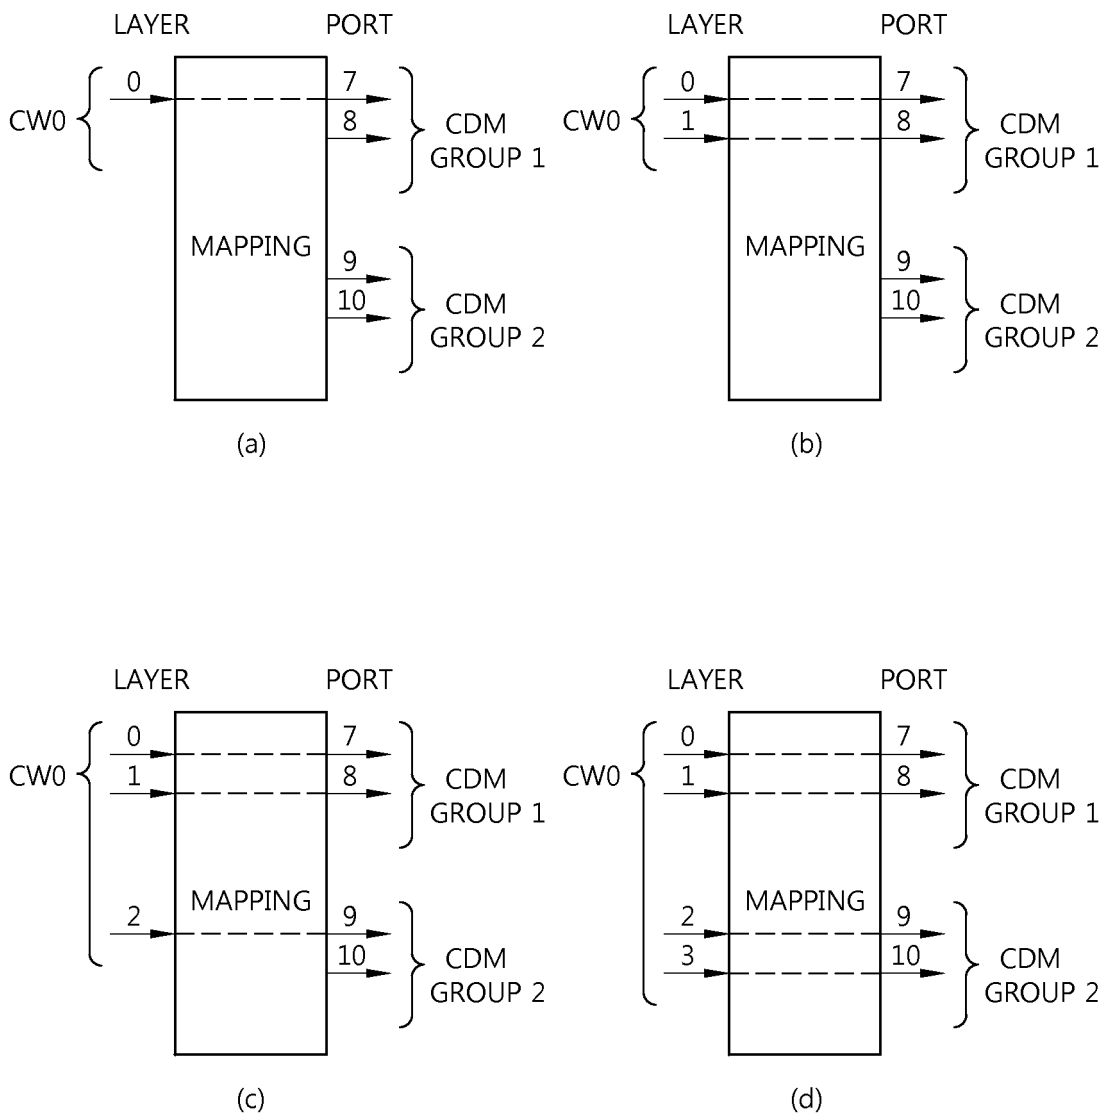 LAYER PORT
0 7
8
CW0
CDM
GROUP 1
MAPPING
9
10
CDM
GROUP 2
(a)
LAYER PORT
0 7
1 8
CW0
CDM
GROUP 1
MAPPING
9
10
CDM
GROUP 2
(b)
LAYER PORT
0 7
1 8
CW0
CDM
GROUP 1
MAPPING
2 9
10
CDM
GROUP 2
(c)
LAYER PORT
0 7
1 8
CW0
CDM
GROUP 1
MAPPING
2 9
3 10
CDM
GROUP 2
(d)